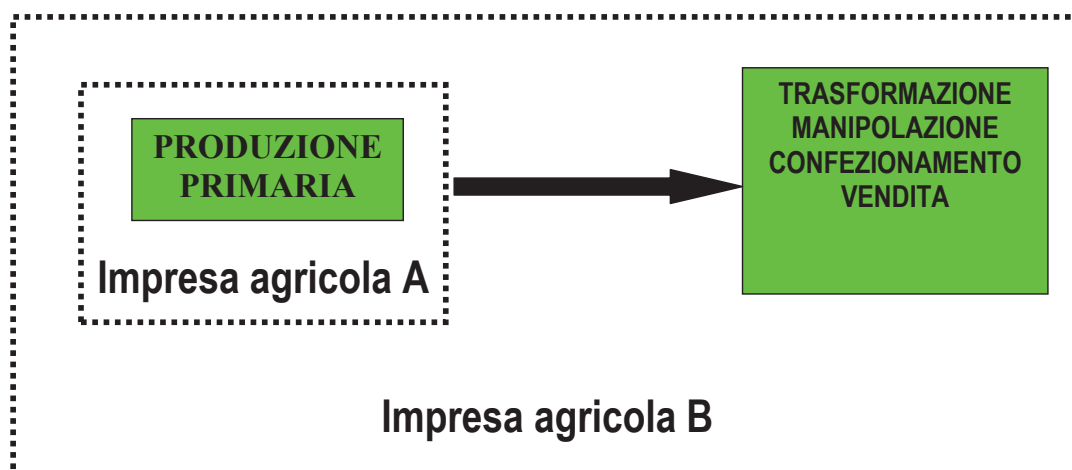 PRODUZIONE
PRIMARIA
Impresa agricola A
TRASFORMAZIONE
MANIPOLAZIONE
CONFEZIONAMENTO
VENDITA
Impresa agricola B